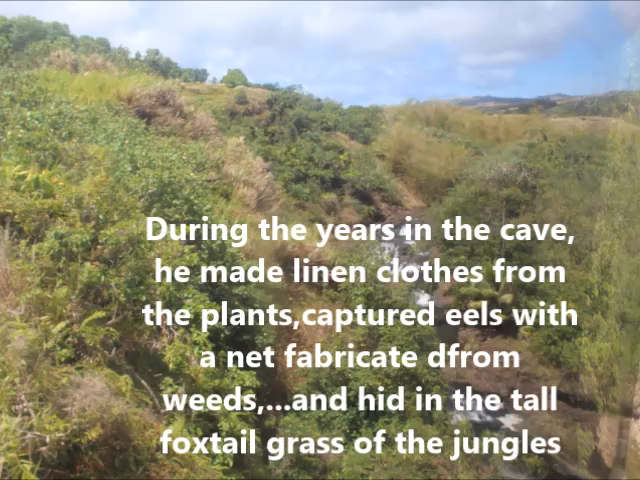 During the years in the cave,
he made linen clothes from
the plants,captured eels with
a net fabricate dfrom
weeds,...and hid in the tall
foxtail grass of the jungles